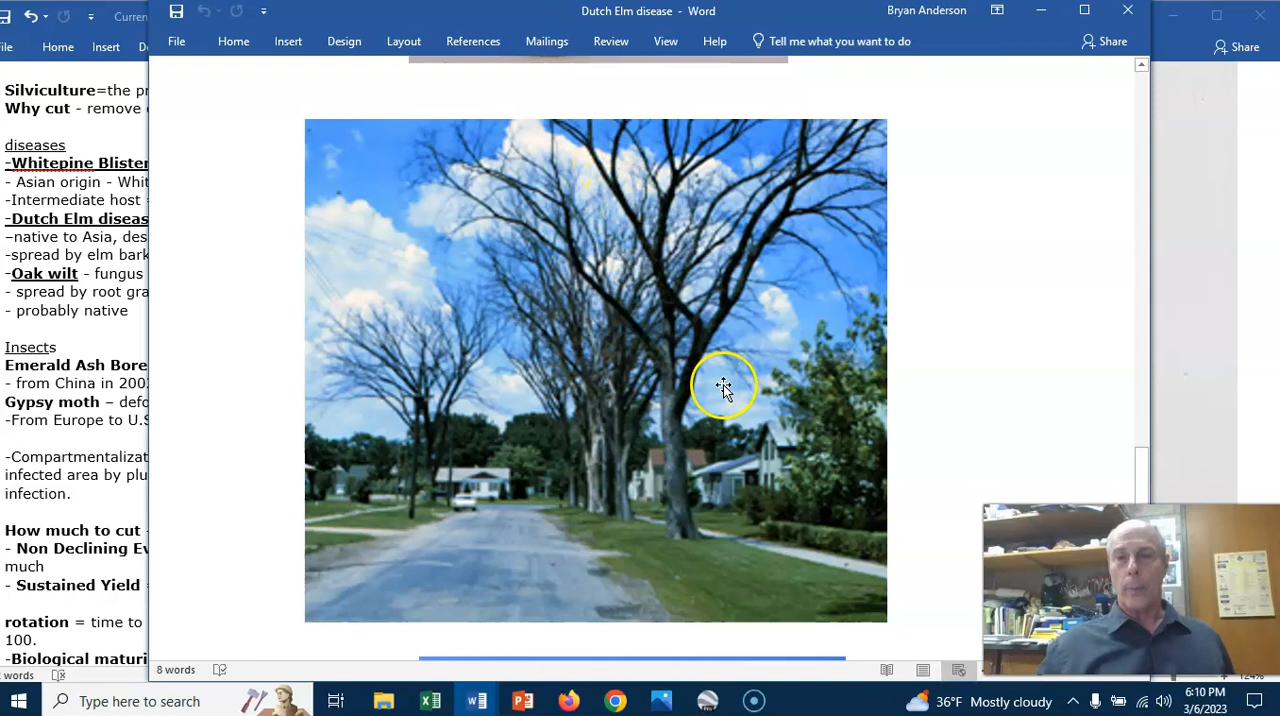 Curren
Dutch Elm disease - Word
Bryan Anderson
File
Home
Insert
Design
Layout
References
Mailings
Review
View
Help
Tell me what you want to do
Share
Home
Insert
Share
Silviculture=the pr
Why cut - remove
diseases
-Whitepine Blister
- Asian origin - Whit
-Intermediate host
-Dutch Elm diseas
–native to Asia, des
-spread by elm bark
-Oak wilt - fungus
- spread by root gra
- probably native
Insects
Emerald Ash Bore
- from China in 200
Gypsy moth – defo
-From Europe to U.S
-Compartmentalizat
infected area by plu
infection.
How much to cut
- Non Declining Ev
much
- Sustained Yield
rotation = time to
100.
-Biological maturi
words
8 words
124%
Type here to search
36°F Mostly cloudy
6:10 PM
3/6/2023